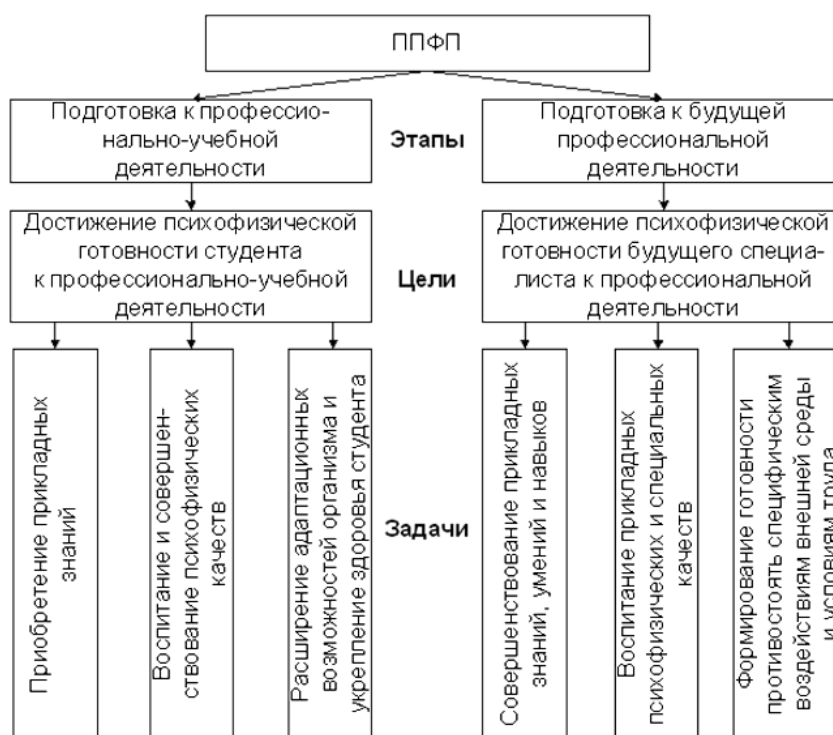 ППФП
Подготовка к профессио-
нально-учебной
деятельности
Этапы
Подготовка к будущей
профессиональной
деятельности
Достижение психофизической
готовности студента
к профессионально-учебной
деятельности
Цели
Достижение психофизической
готовности будущего специа-
листа к профессиональной
деятельности
Приобретение прикладных
знаний
Воспитание и совершен-
ствование психофизических
качеств
Расширение адаптационных
возможностей организма и
укрепление здоровья студента
Задачи
Совершенствование прикладных
знаний, умений и навыков
Воспитание прикладных
психофизических и специальных
качеств
Формирование готовности
противостоять специфическим
воздействиям внешней среды
и условиям труда